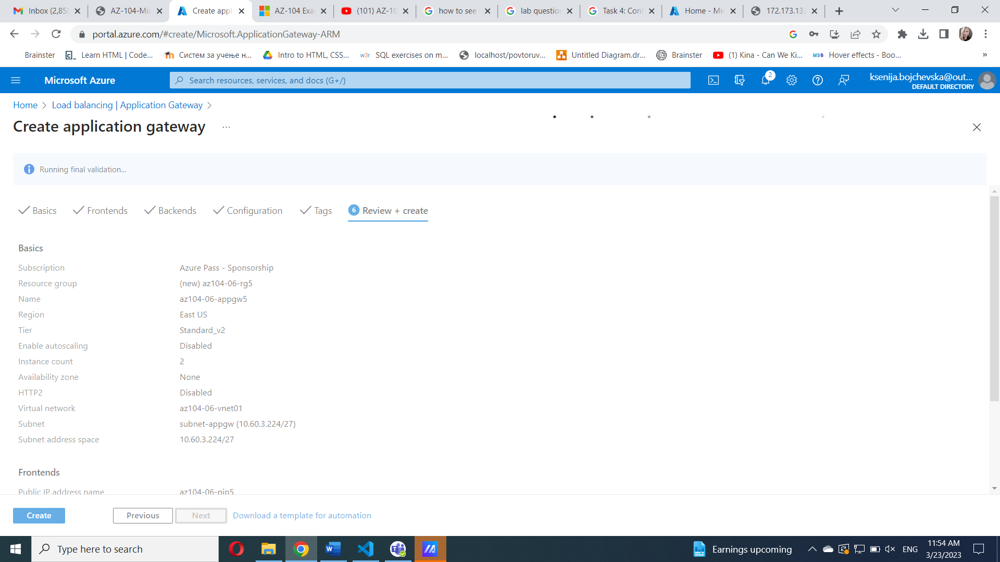 Inbox (2,858
AZ-104-Mic
Create appl
AZ-104 Exa
(101) AZ-10
how to see
lab question
Task 4: Conf
Home - Mic
172.173.133
portal.azure.com/#create/Microsoft.ApplicationGateway-ARM
Brainster
Learn HTML | Code...
Систем за учење н...
Intro to HTML, CSS...
w3r
SQL exercises on m...
localhost/povtoruv...
Untitled Diagram.dr...
Brainster
(1) Kina - Can We Ki...
MDB
Hover effects - Boo...
»
Microsoft Azure
Search resources, services, and docs (G+/)
2
ksenija.bojchevska@out...
DEFAULT DIRECTORY
Home
Load balancing | Application Gateway
Create application gateway ...
Running final validation...
Basics
Frontends
Backends
Configuration
Tags
6 Review + create
Basics
Subscription Azure Pass - Sponsorship
Resource group (new) az104-06-rg5
Name az104-06-appgw5
Region East US
Tier Standard_v2
Enable autoscaling Disabled
Instance count 2
Availability zone None
HTTP2 Disabled
Virtual network az104-06-vnet01
Subnet subnet-appgw (10.60.3.224/27)
Subnet address space 10.60.3.224/27
Frontends
Public IP address name az104-06-pip5
Create
Previous
Next
Download a template for automation
Type here to search
Earnings upcoming
ENG
11:54 AM
3/23/2023